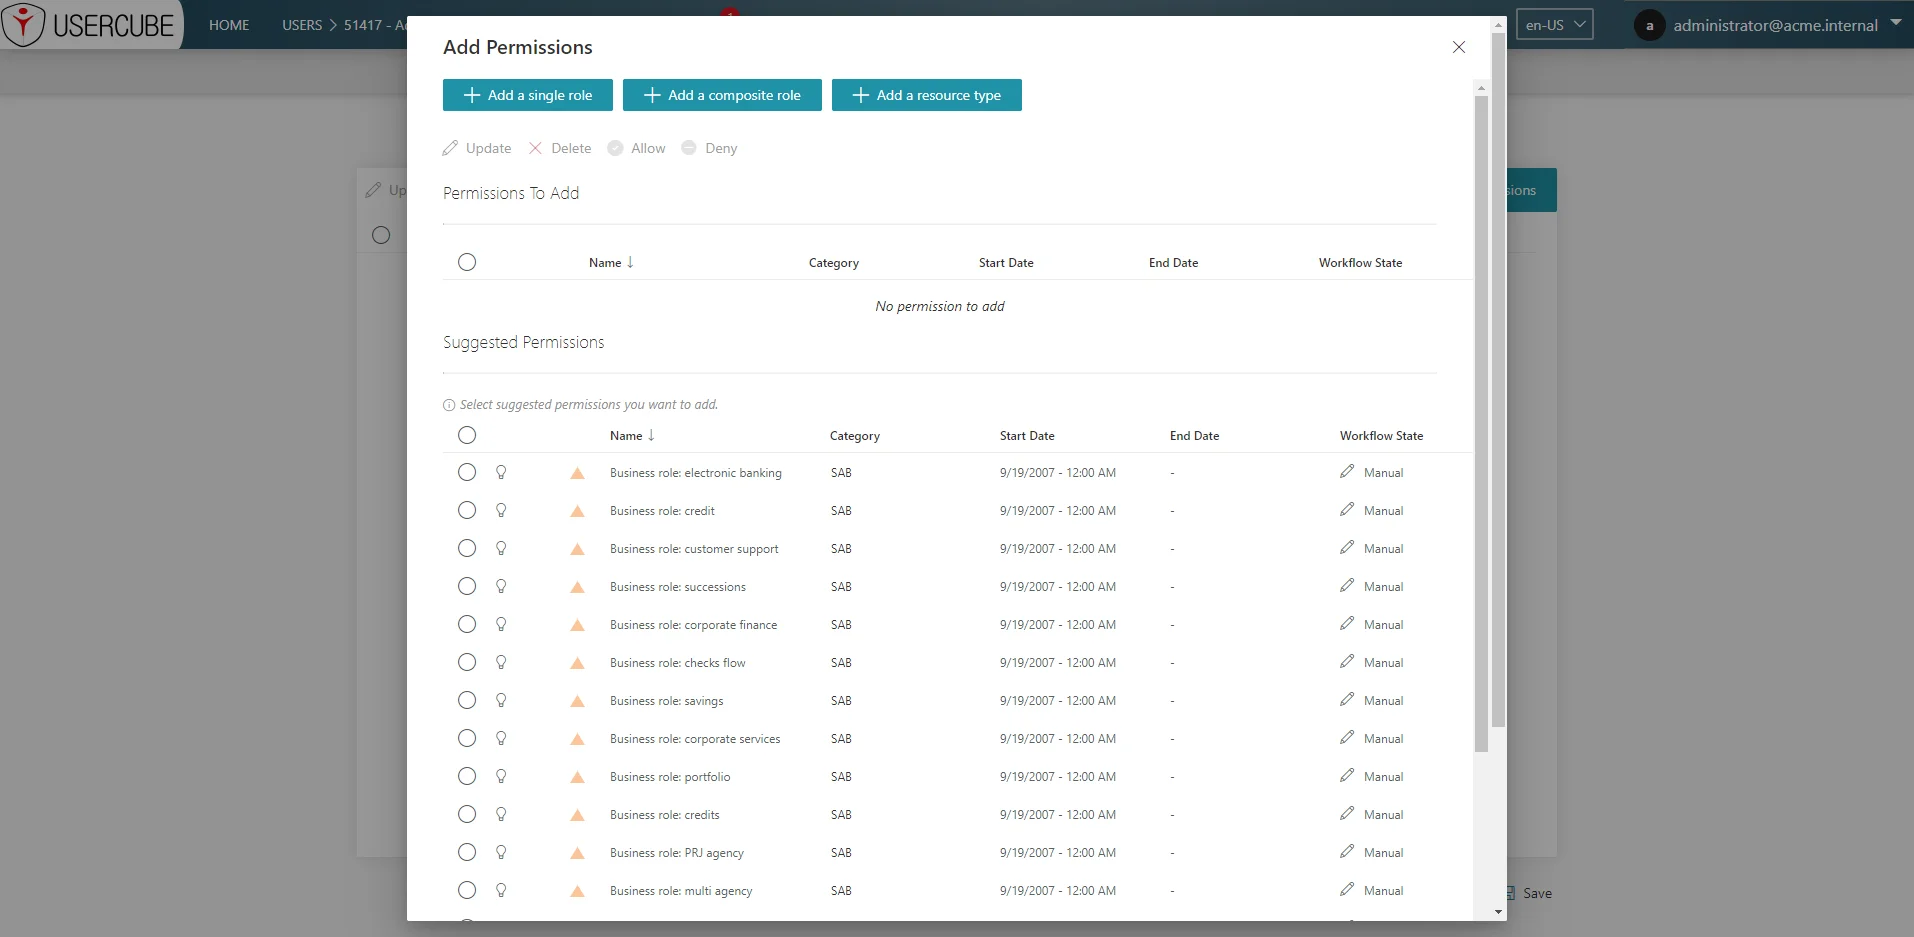 USERCUBE HOME USERS 51417 - en-US a administrator@acme.internal
Add Permissions
Add a single role Add a composite role Add a resource type
Update Delete Allow Deny
Permissions To Add
Name Category Start Date End Date Workflow State
No permission to add
Suggested Permissions
Select suggested permissions you want to add.
Name Category Start Date End Date Workflow State
Business role: electronic banking SAB 9/19/2007 - 12:00 AM - Manual
Business role: credit SAB 9/19/2007 - 12:00 AM - Manual
Business role: customer support SAB 9/19/2007 - 12:00 AM - Manual
Business role: successions SAB 9/19/2007 - 12:00 AM - Manual
Business role: corporate finance SAB 9/19/2007 - 12:00 AM - Manual
Business role: checks flow SAB 9/19/2007 - 12:00 AM - Manual
Business role: savings SAB 9/19/2007 - 12:00 AM - Manual
Business role: corporate services SAB 9/19/2007 - 12:00 AM - Manual
Business role: portfolio SAB 9/19/2007 - 12:00 AM - Manual
Business role: credits SAB 9/19/2007 - 12:00 AM - Manual
Business role: PRJ agency SAB 9/19/2007 - 12:00 AM - Manual
Business role: multi agency SAB 9/19/2007 - 12:00 AM - Manual
Save